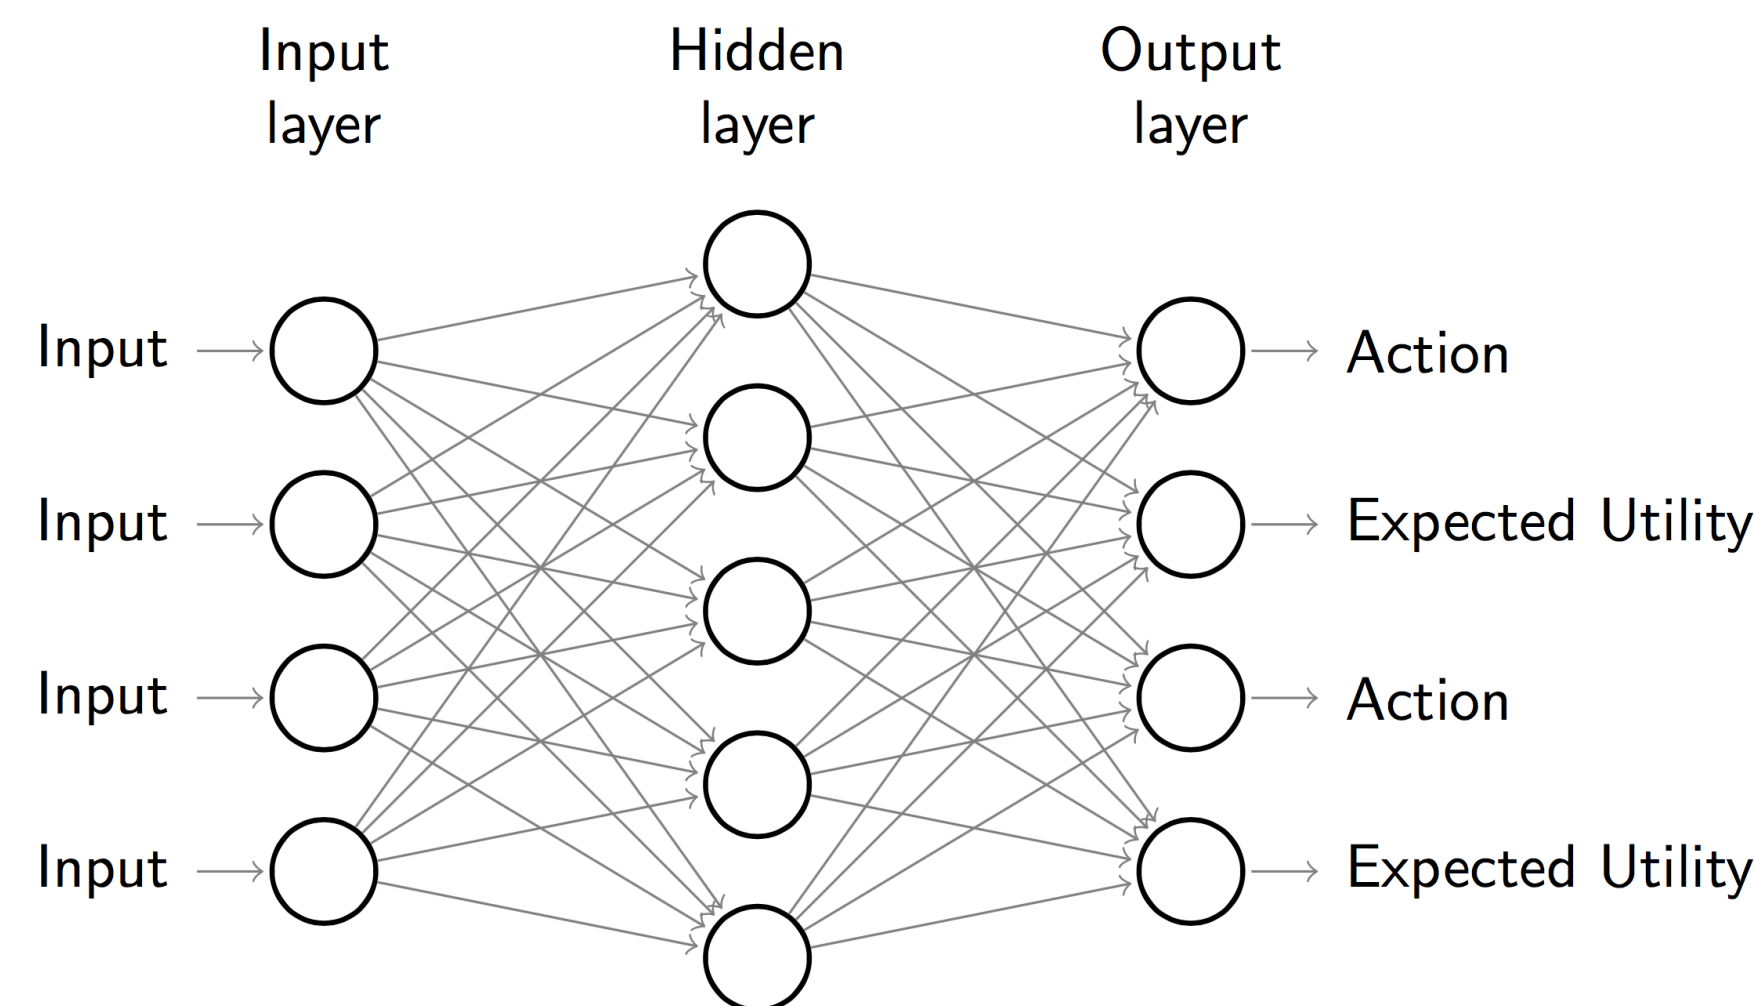 Input
layer
Hidden
layer
Output
layer
Input
Action
Input
Expected Utility
Input
Action
Input
Expected Utility